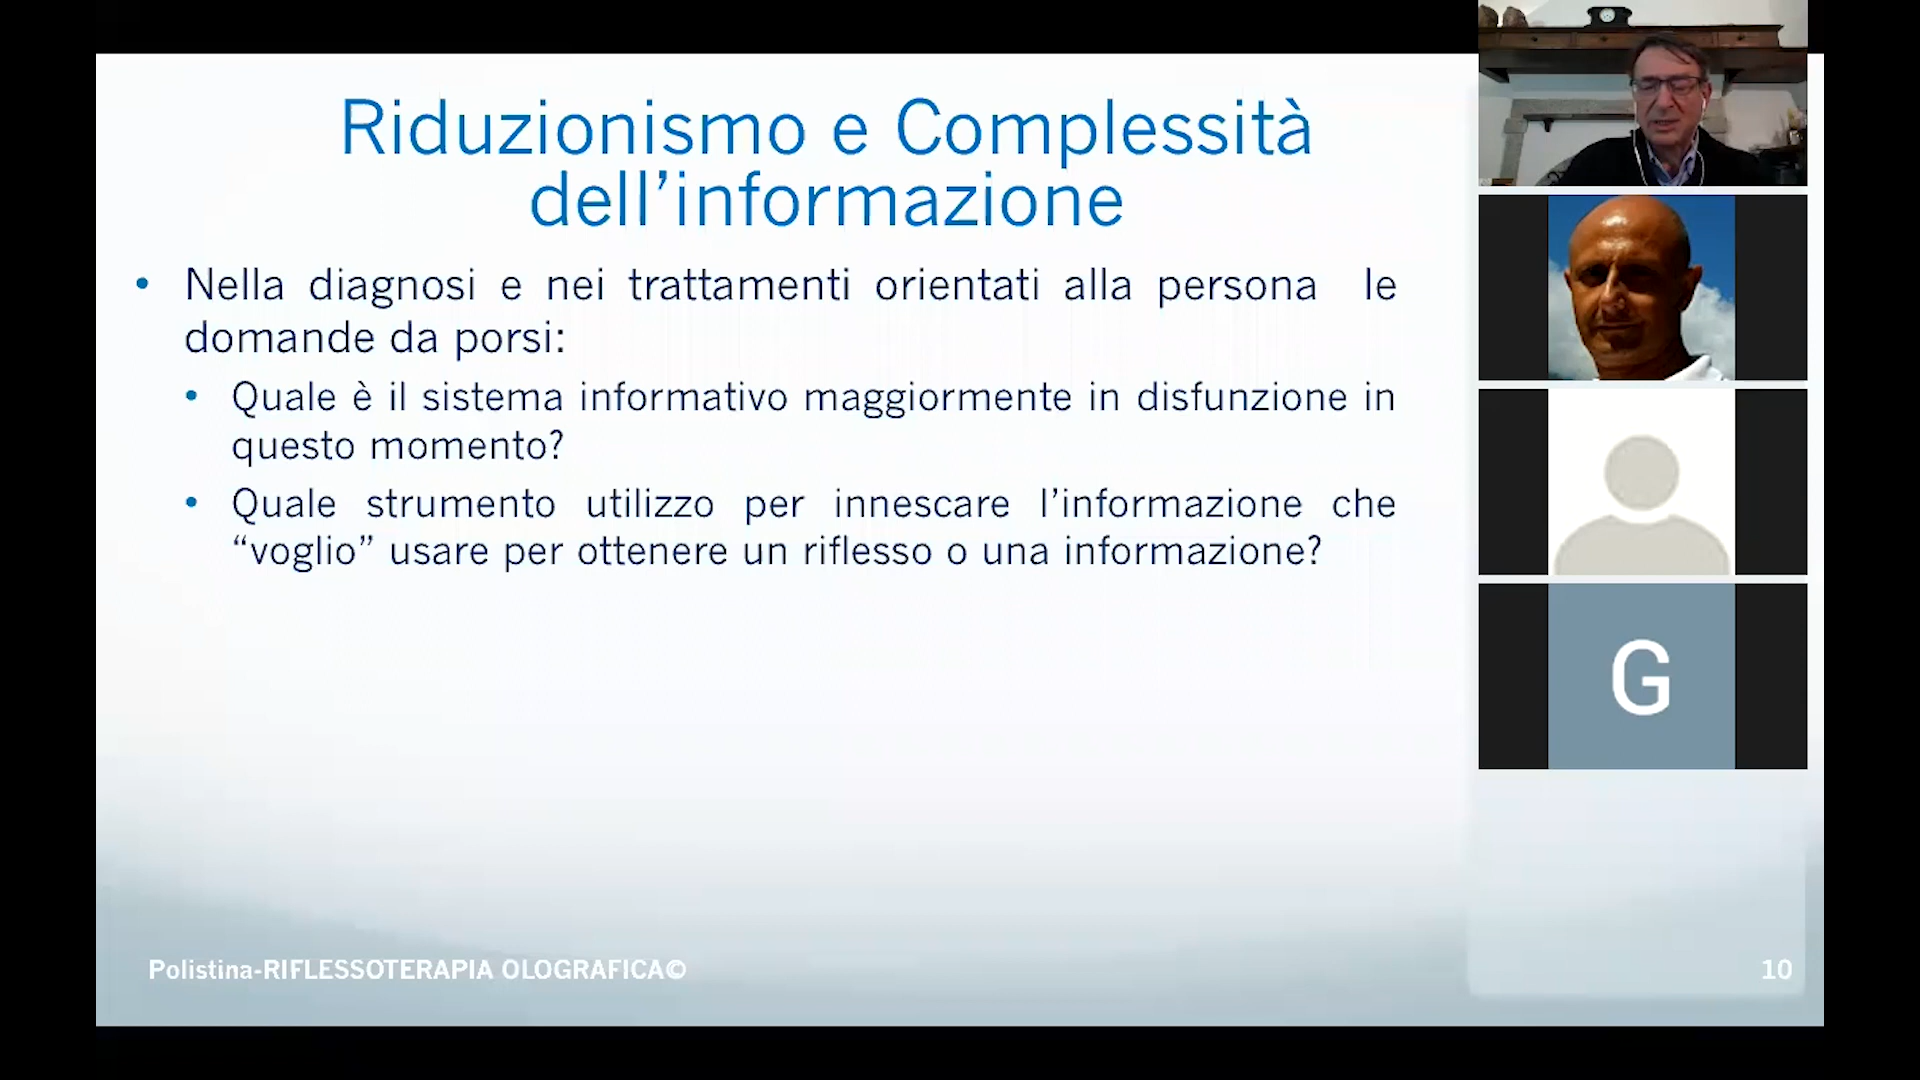 Riduzionismo e Complessità
dell’informazione
• Nella diagnosi e nei trattamenti orientati alla persona le
domande da porsi:
• Quale è il sistema informativo maggiormente in disfunzione in
questo momento?
• Quale strumento utilizzo per innescare l’informazione che
“voglio” usare per ottenere un riflesso o una informazione?
Polistina-RIFLESSOTERAPIA OLOGRAFICA©
10
G